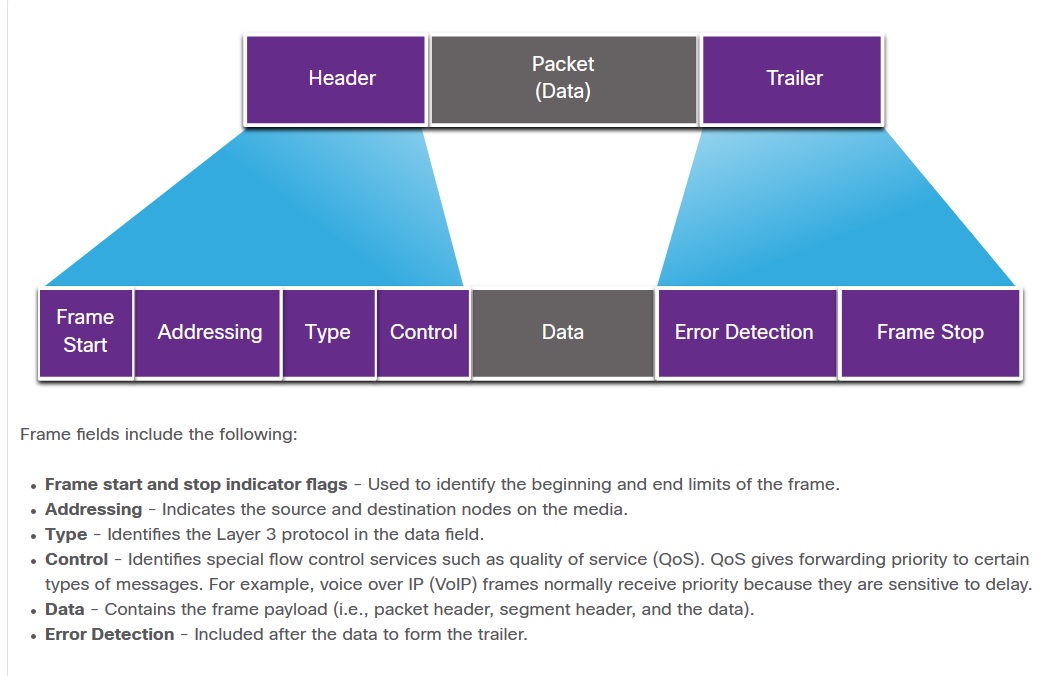 Header
Packet
(Data)
Trailer
Frame
Start
Addressing
Type
Control
Data
Error Detection
Frame Stop
Frame fields include the following:
• Frame start and stop indicator flags - Used to identify the beginning and end limits of the frame.
• Addressing - Indicates the source and destination nodes on the media.
• Type - Identifies the Layer 3 protocol in the data field.
• Control - Identifies special flow control services such as quality of service (QoS). QoS gives forwarding priority to certain
types of messages. For example, voice over IP (VoIP) frames normally receive priority because they are sensitive to delay.
• Data - Contains the frame payload (i.e., packet header, segment header, and the data).
• Error Detection - Included after the data to form the trailer.